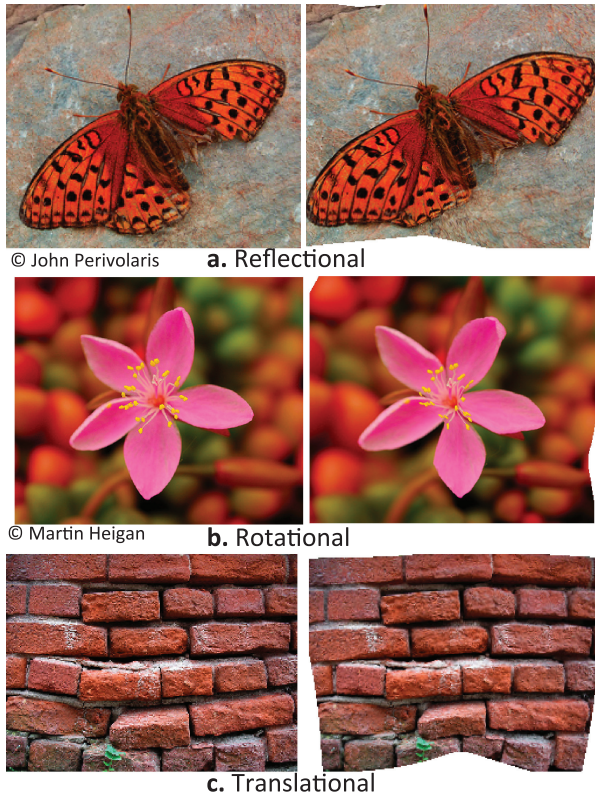 © John Perivolaris
a. Reflectional
© Martin Heigan
b. Rotational
c. Translational